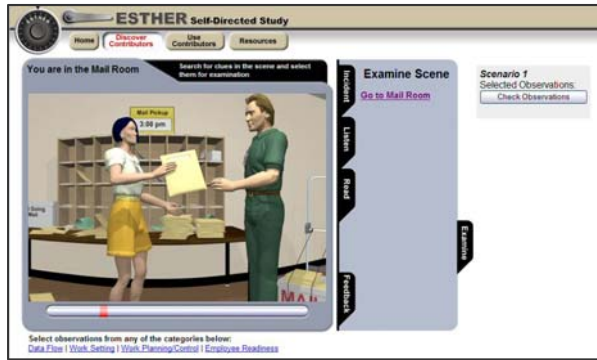 ESTHER Self-Directed Study
Home
Discover Contributors
Use Contributors
Resources
You are in the Mail Room
Search for clues in the scene and select
them for examination
Mail Pickup
3:00 pm
MAIL
Incident
Listen
Read
Feedback
Examine Scene
Go to Mail Room
Examine
Scenario 1
Selected Observations:
Check Observations
Select observations from any of the categories below:
Data Flow | Work Setting | Work Planning/Control | Employee Readiness